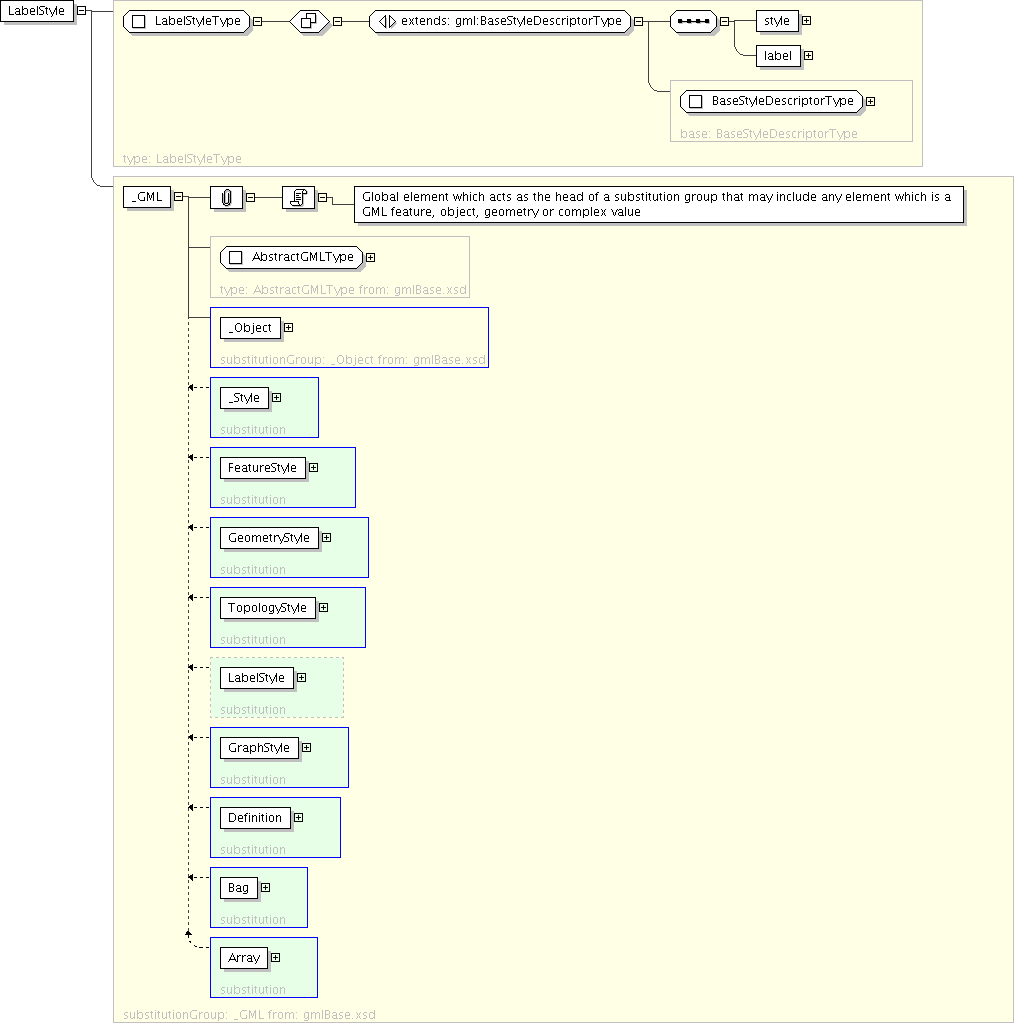 LabelStyle
LabelStyleType
extends: gml:BaseStyleDescriptorType
style
label
BaseStyleDescriptorType
base: BaseStyleDescriptorType
type: LabelStyleType
_GML
Global element which acts as the head of a substitution group that may include any element which is a
GML feature, object, geometry or complex value
AbstractGMLType
type: AbstractGMLType from: gmlBase.xsd
_Object
substitutionGroup: _Object from: gmlBase.xsd
_Style
substitution
FeatureStyle
substitution
GeometryStyle
substitution
TopologyStyle
substitution
LabelStyle
substitution
GraphStyle
substitution
Definition
substitution
Bag
substitution
Array
substitution
substitutionGroup: _GML from: gmlBase.xsd